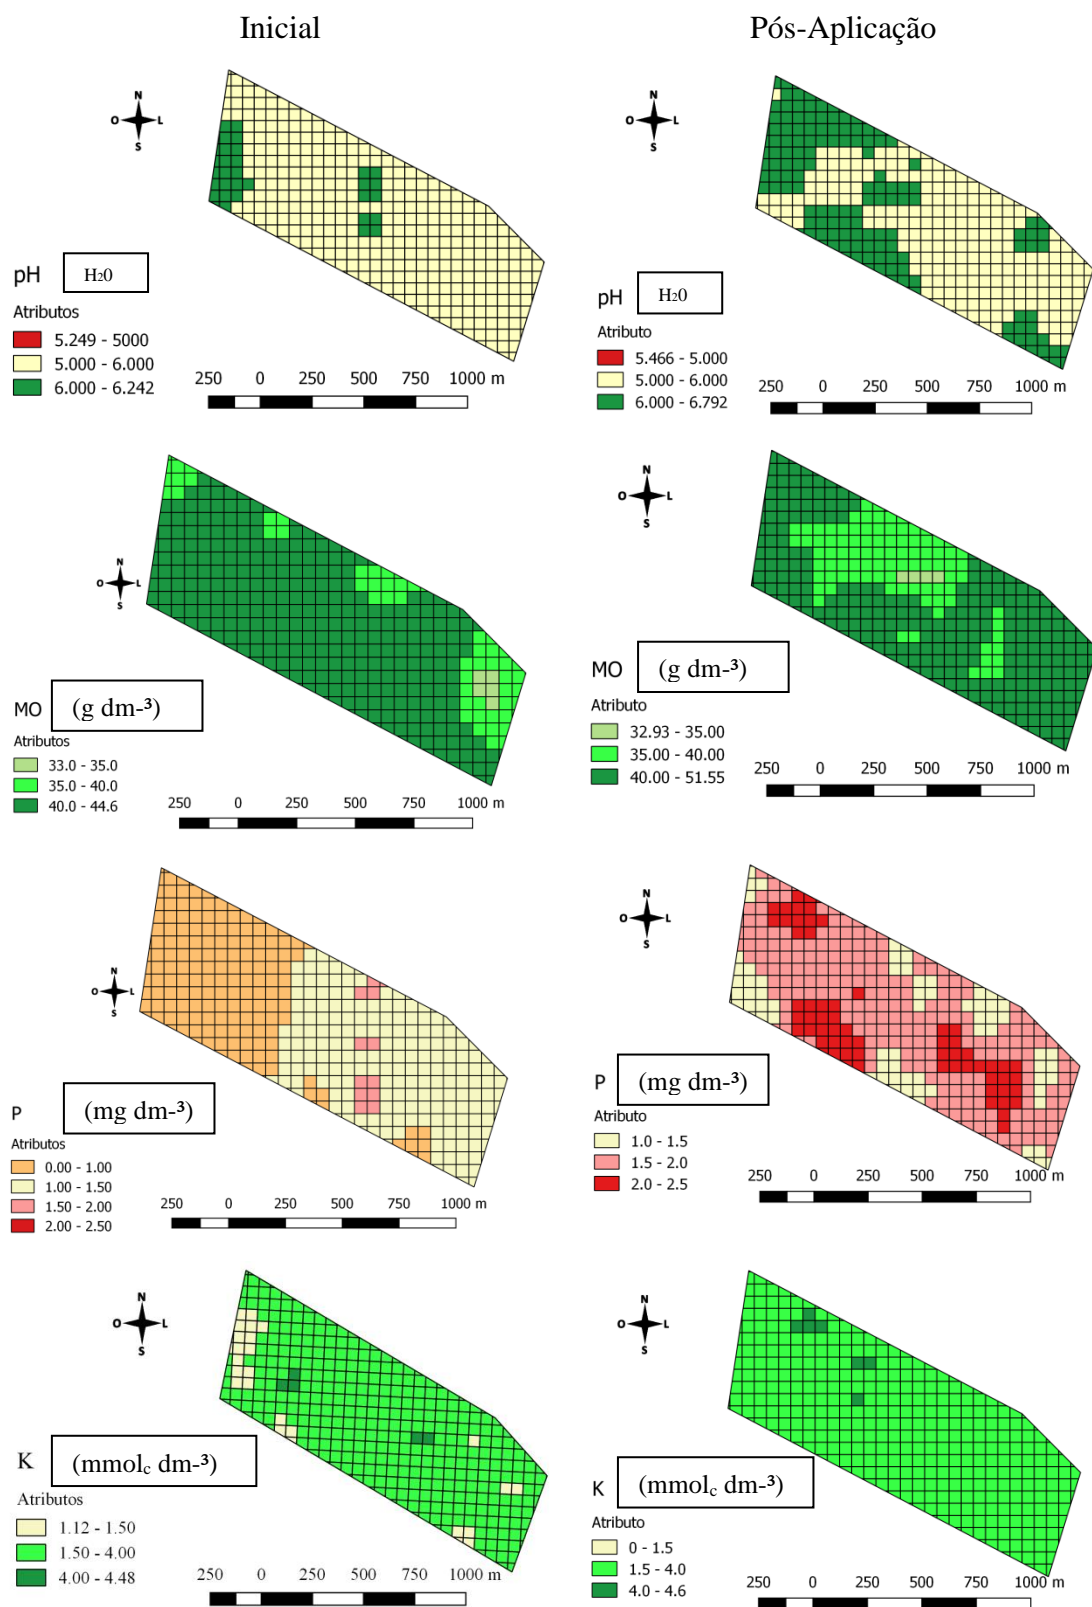 Inicial
Pós-Aplicação
N
O L
S
pH H₂0
Atributos
5.249 - 5000
5.000 - 6.000
6.000 - 6.242
250 0 250 500 750 1000 m
N
O L
S
pH H₂0
Atributo
5.466 - 5.000
5.000 - 6.000
6.000 - 6.792
250 0 250 500 750 1000 m
N
O L
S
MO (g dm-³)
Atributos
33.0 - 35.0
35.0 - 40.0
40.0 - 44.6
250 0 250 500 750 1000 m
N
O L
S
MO (g dm-³)
Atributos
32.93 - 35.00
35.00 - 40.00
40.00 - 51.55
250 0 250 500 750 1000 m
N
O L
S
P (mg dm-³)
Atributos
0.00 - 1.00
1.00 - 1.50
1.50 - 2.00
2.00 - 2.50
250 0 250 500 750 1000 m
N
O L
S
P (mg dm-³)
Atributo
1.0 - 1.5
1.5 - 2.0
2.0 - 2.5
250 0 250 500 750 1000 m
N
O L
S
K (mmol꜀ dm-³)
Atributos
1.12 - 1.50
1.50 - 4.00
4.00 - 4.48
250 0 250 500 750 1000 m
N
O L
S
K (mmol꜀ dm-³)
Atributo
0 - 1.5
1.5 - 4.0
4.0 - 4.6
250 0 250 500 750 1000 m